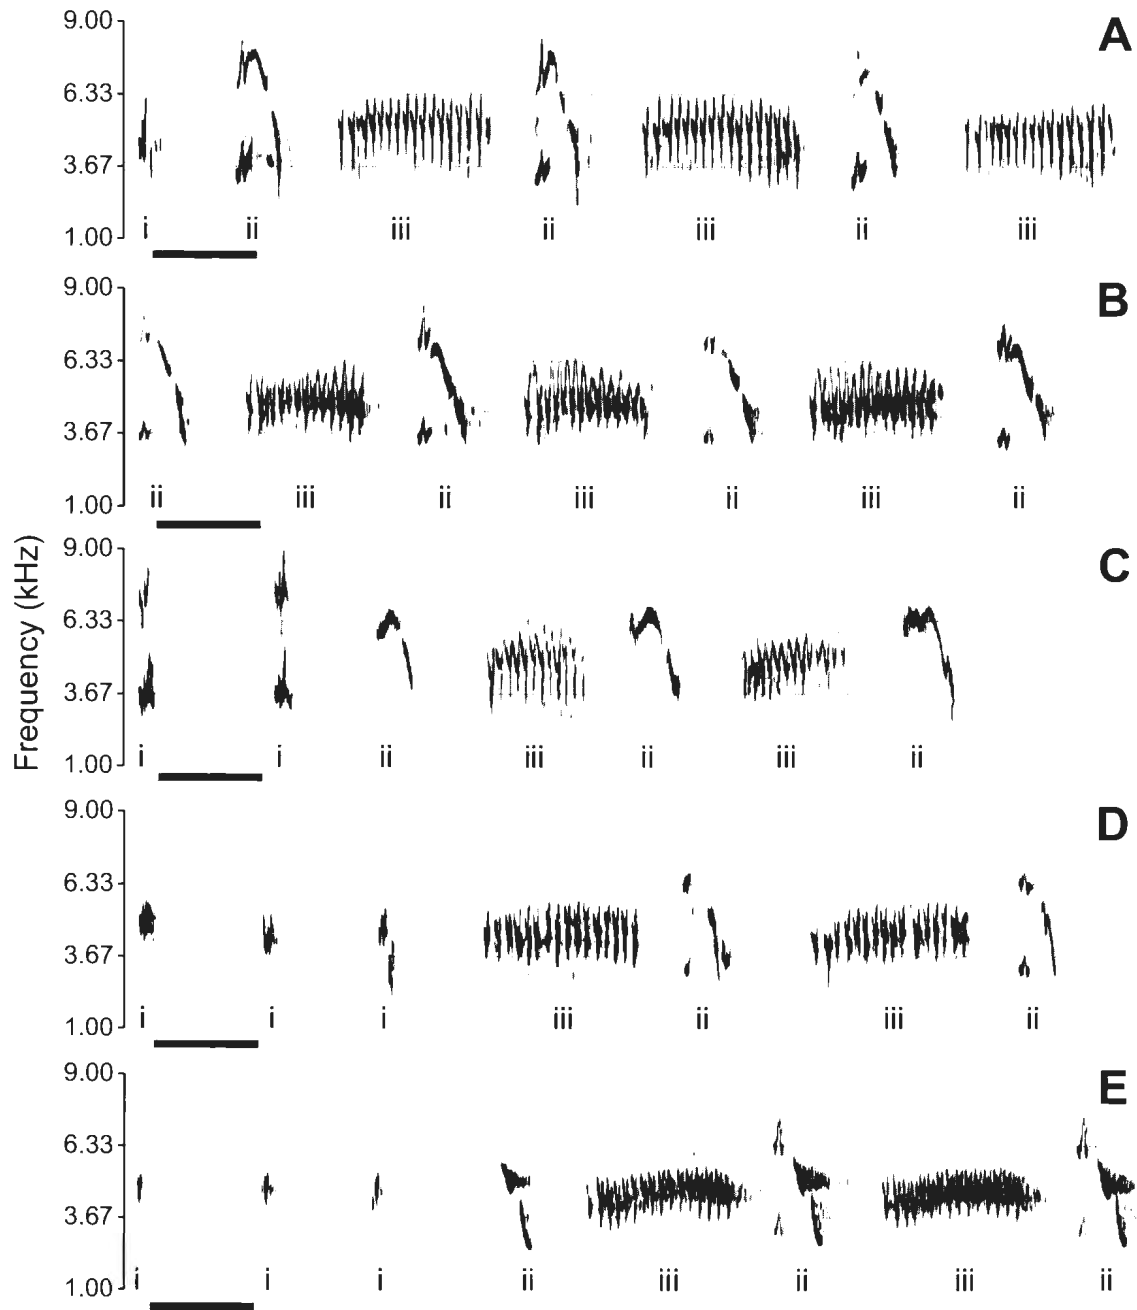 9.00 A
6.33
3.67
i ii iii ii iii ii iii
1.00
9.00 B
6.33
3.67
ii iii ii iii ii iii ii
1.00
Frequency (kHz)
9.00 C
6.33
3.67
i i ii iii ii iii ii
1.00
9.00 D
6.33
3.67
i i i iii ii iii ii
1.00
9.00 E
6.33
3.67
i i i ii iii ii iii ii
1.00